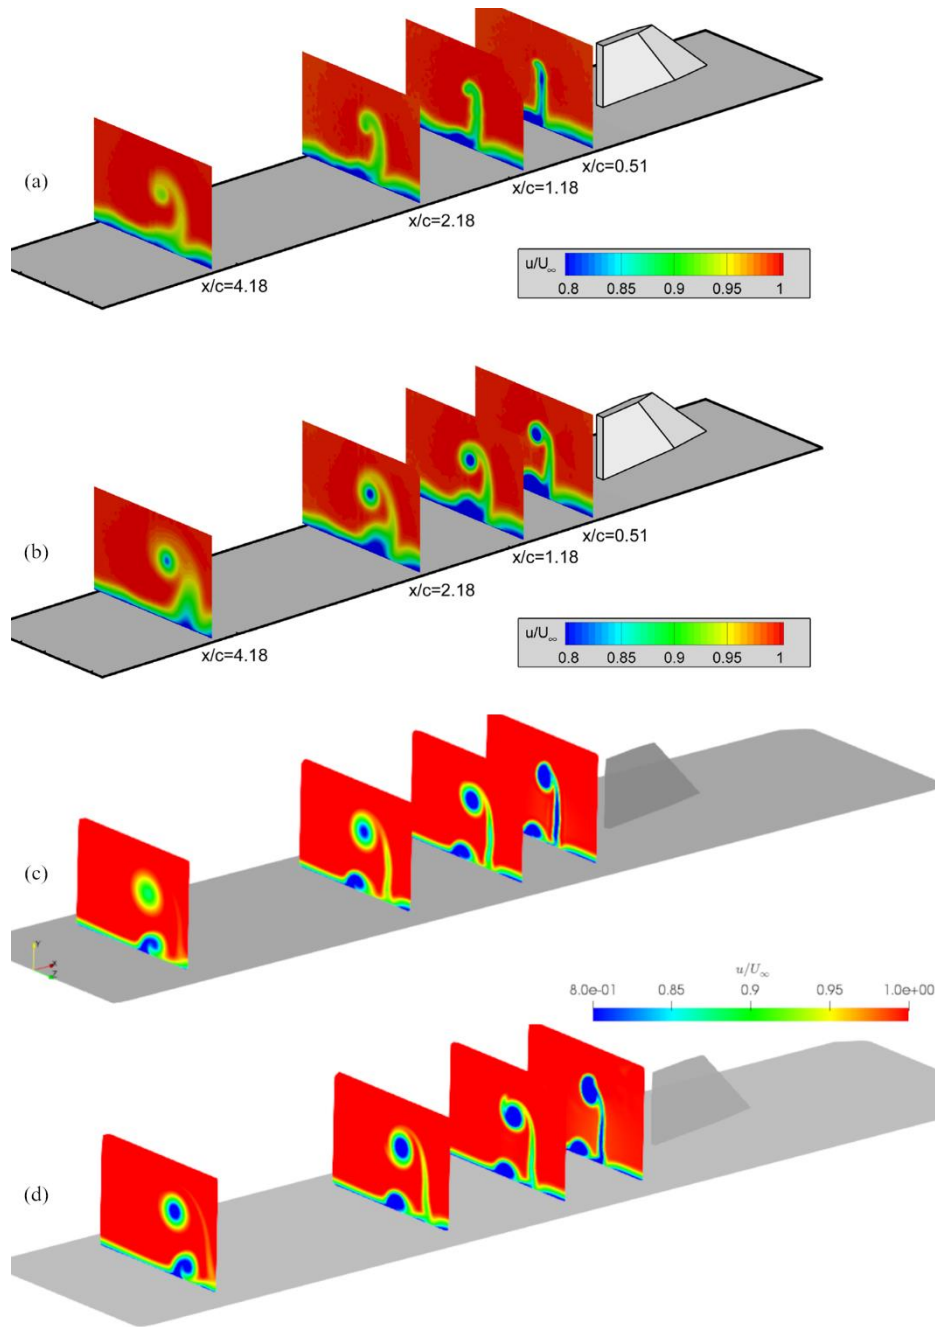 (a)
x/c=0.51
x/c=1.18
x/c=2.18
x/c=4.18
u/U∞
0.8 0.85 0.9 0.95 1
(b)
x/c=0.51
x/c=1.18
x/c=2.18
x/c=4.18
u/U∞
0.8 0.85 0.9 0.95 1
(c)
Y
X
Z
u/U∞
8.0e-01 0.85 0.9 0.95 1.0e+00
(d)